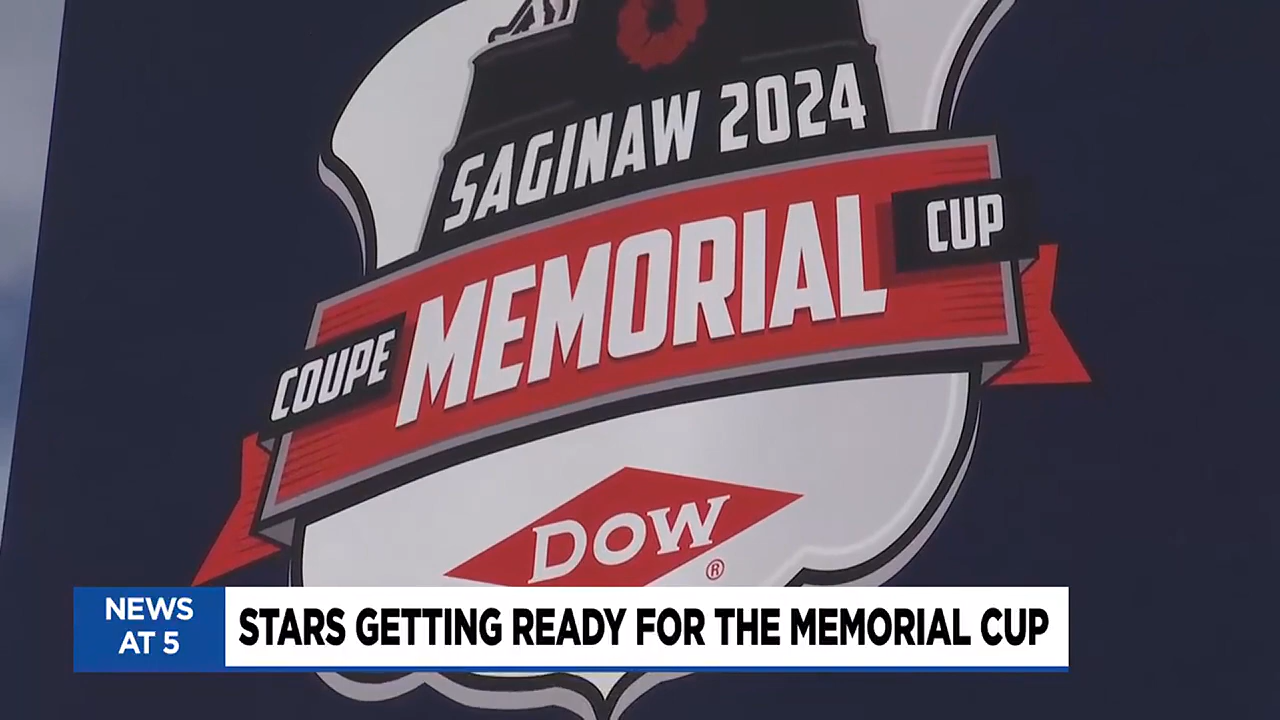 SAGINAW 2024
COUPE MEMORIAL CUP
DOW®
NEWS
AT 5
STARS GETTING READY FOR THE MEMORIAL CUP